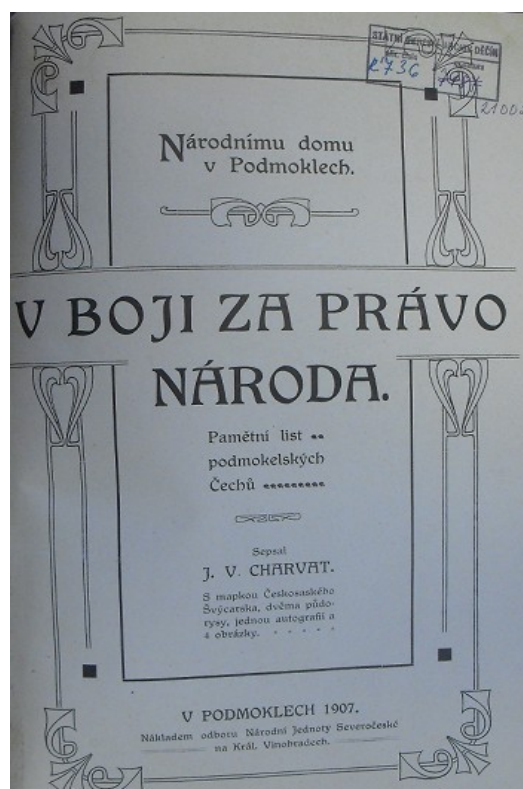 STÁTNÍ
DĚČÍN
R 736
2100
Národnímu domu
v Podmoklech.
V BOJI ZA PRÁVO
NÁRODA.
Pamětní list
podmokelských
Čechů
Sepsal
J. V. CHARVAT.
S mapkou Českosaského
Švýcarska, dvěma půdo-
rysy, jednou autografií a
4 obrázky.
V PODMOKLECH 1907.
Nákladem odboru Národní Jednoty Severočeské
na Král. Vinohradech.